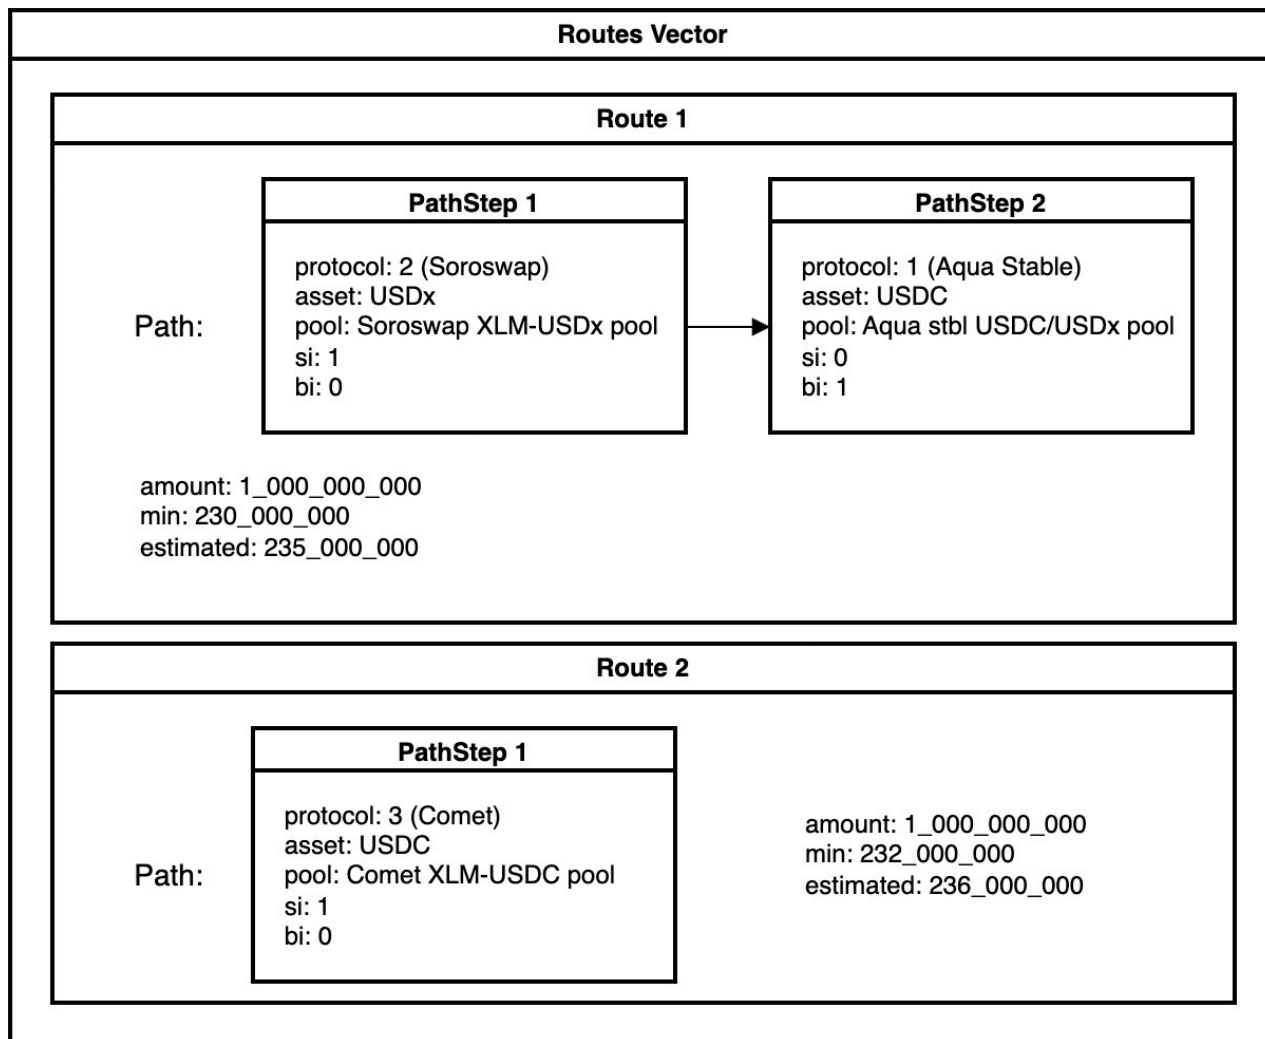 Routes Vector
Route 1
Path:
PathStep 1
protocol: 2 (Soroswap)
asset: USDx
pool: Soroswap XLM-USDx pool
si: 1
bi: 0
PathStep 2
protocol: 1 (Aqua Stable)
asset: USDC
pool: Aqua stbl USDC/USDx pool
si: 0
bi: 1
amount: 1_000_000_000
min: 230_000_000
estimated: 235_000_000
Route 2
Path:
PathStep 1
protocol: 3 (Comet)
asset: USDC
pool: Comet XLM-USDC pool
si: 1
bi: 0
amount: 1_000_000_000
min: 232_000_000
estimated: 236_000_000